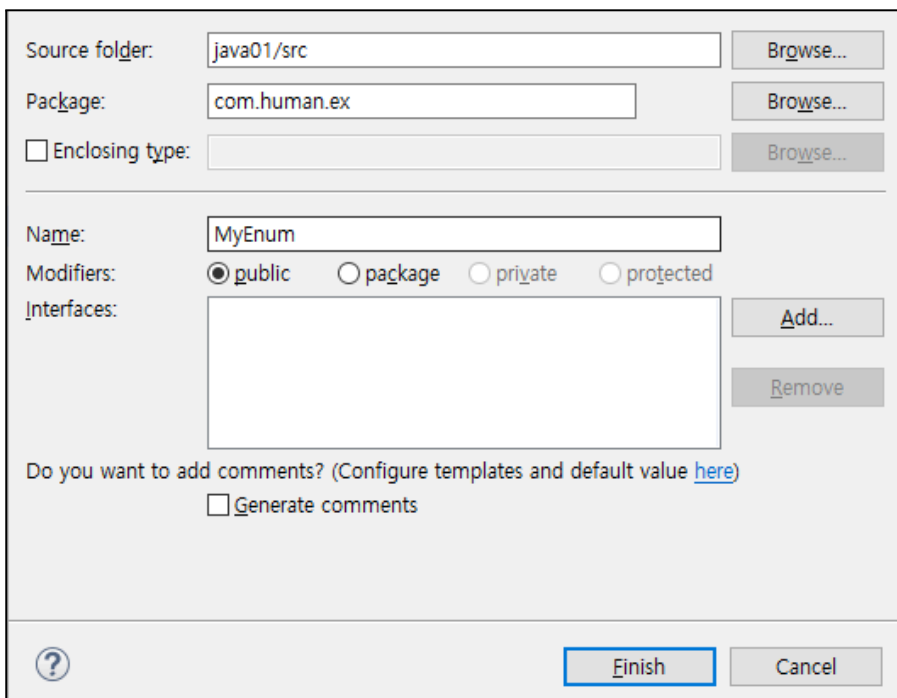 Source folder: java01/src Browse...
Package: com.human.ex Browse...
Enclosing type: Browse...
Name: MyEnum
Modifiers: public package private protected
Interfaces: Add...
Remove
Do you want to add comments? (Configure templates and default value here)
Generate comments
? Finish Cancel